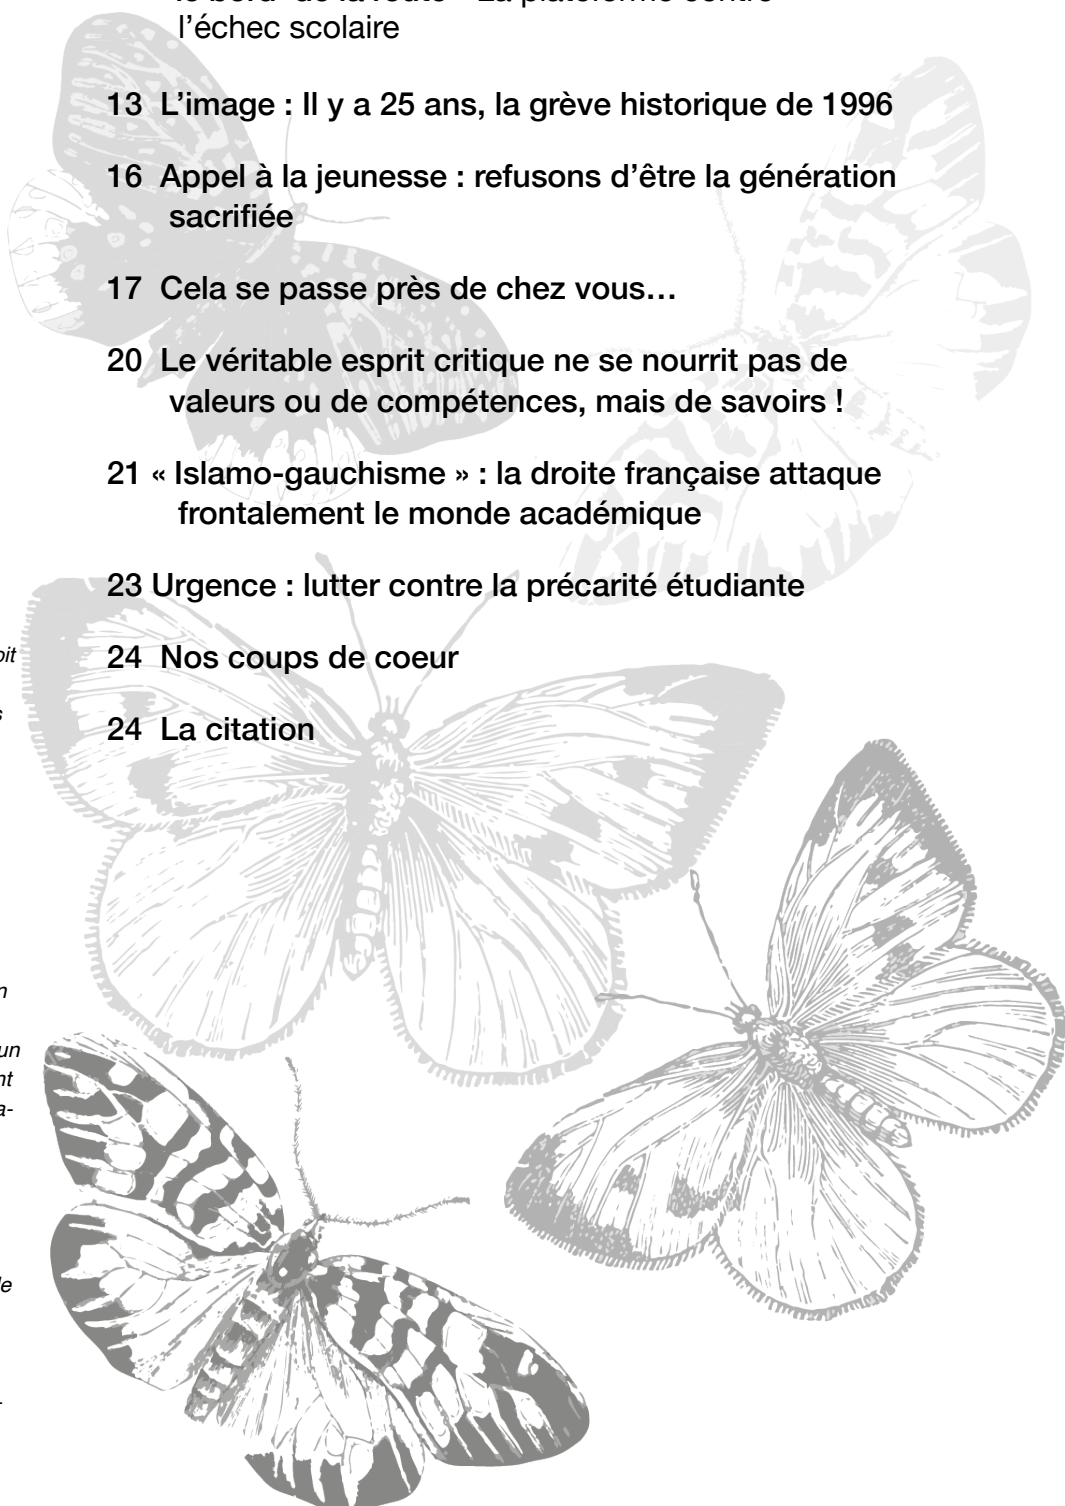 l’échec scolaire
13 L’image : Il y a 25 ans, la grève historique de 1996
16 Appel à la jeunesse : refusons d’être la génération
sacrifiée
17 Cela se passe près de chez vous…
20 Le véritable esprit critique ne se nourrit pas de
valeurs ou de compétences, mais de savoirs !
21 « Islamo-gauchisme » : la droite française attaque
frontalement le monde académique
23 Urgence : lutter contre la précarité étudiante
24 Nos coups de coeur
24 La citation
un